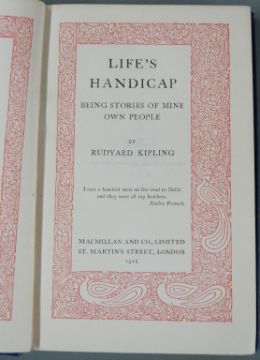 LIFE'S
HANDICAP
BEING STORIES OF MINE
OWN PEOPLE
BY
RUDYARD KIPLING
I met a hundred men on the road to Delhi
and they were all my brothers.
Native Proverb.
MACMILLAN AND CO., LIMITED
ST. MARTIN'S STREET, LONDON